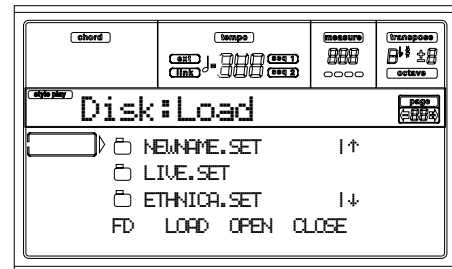 chord tempo measure transpose
ext seq 1
link seq 2
octave
style play
Disk:Load page
NEWNAME.SET
LIVE.SET
ETHNICA.SET
FD LOAD OPEN CLOSE